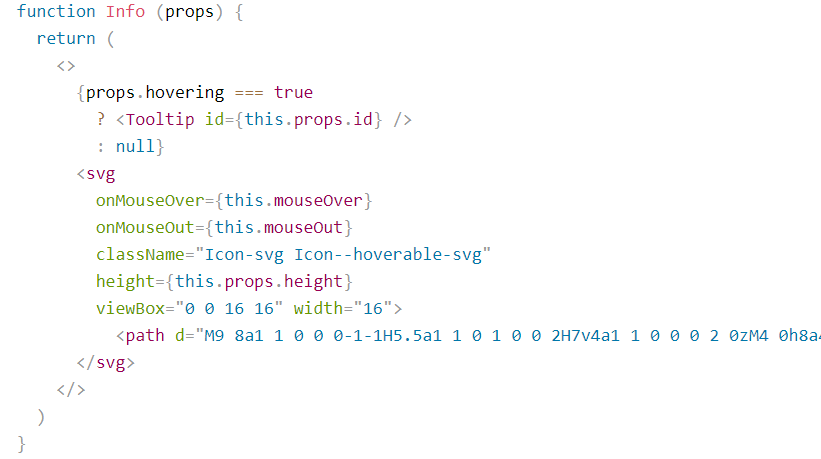 function Info (props) {
  return (
    <>
      {props.hovering === true
        ? <Tooltip id={this.props.id} />
        : null}
      <svg
        onMouseOver={this.mouseOver}
        onMouseOut={this.mouseOut}
        className="Icon-svg Icon--hoverable-svg"
        height={this.props.height}
        viewBox="0 0 16 16" width="16">
          <path d="M9 8a1 1 0 0 0-1-1H5.5a1 1 0 1 0 0 2H7v4a1 1 0 0 0 2 0zM4 0h8a4
      </svg>
    </>
  )
}